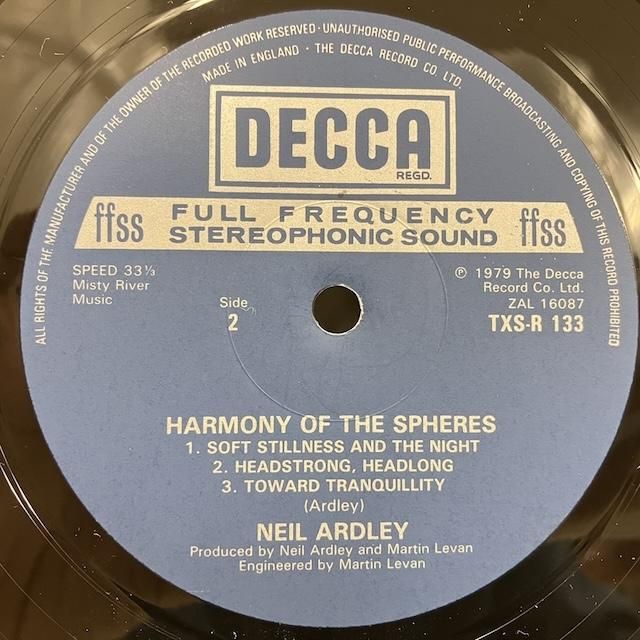 ALL RIGHTS OF THE MANUFACTURER AND OF THE OWNER OF THE RECORDED WORK RESERVED · UNAUTHORISED PUBLIC PERFORMANCE BROADCASTING AND COPYING OF THIS RECORD PROHIBITED
MADE IN ENGLAND · THE DECCA RECORD CO LTD.
DECCA
REGD.
ffss FULL FREQUENCY STEREOPHONIC SOUND ffss
SPEED 33⅓
Misty River
Music
Side
2
℗ 1979 The Decca
Record Co. Ltd.
ZAL 16087
TXS-R 133
HARMONY OF THE SPHERES
1. SOFT STILLNESS AND THE NIGHT
2. HEADSTRONG, HEADLONG
3. TOWARD TRANQUILLITY
(Ardley)
NEIL ARDLEY
Produced by Neil Ardley and Martin Levan
Engineered by Martin Levan